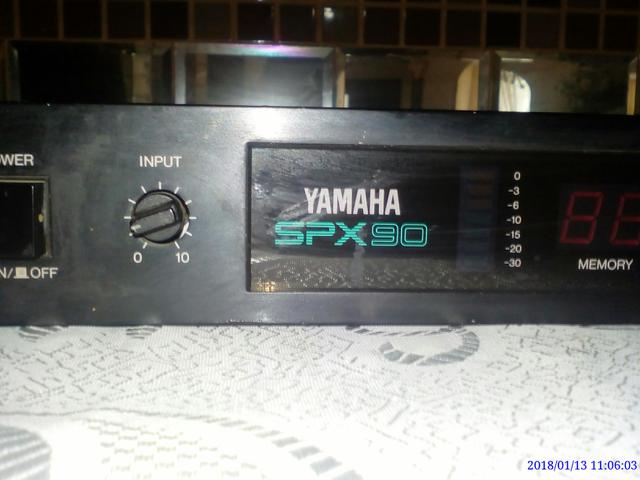 OWER
N/ OFF
INPUT
0 10
YAMAHA
SPX90
0
-3
-6
-10
-15
-20
-30
MEMORY
2018/01/13 11:06:03